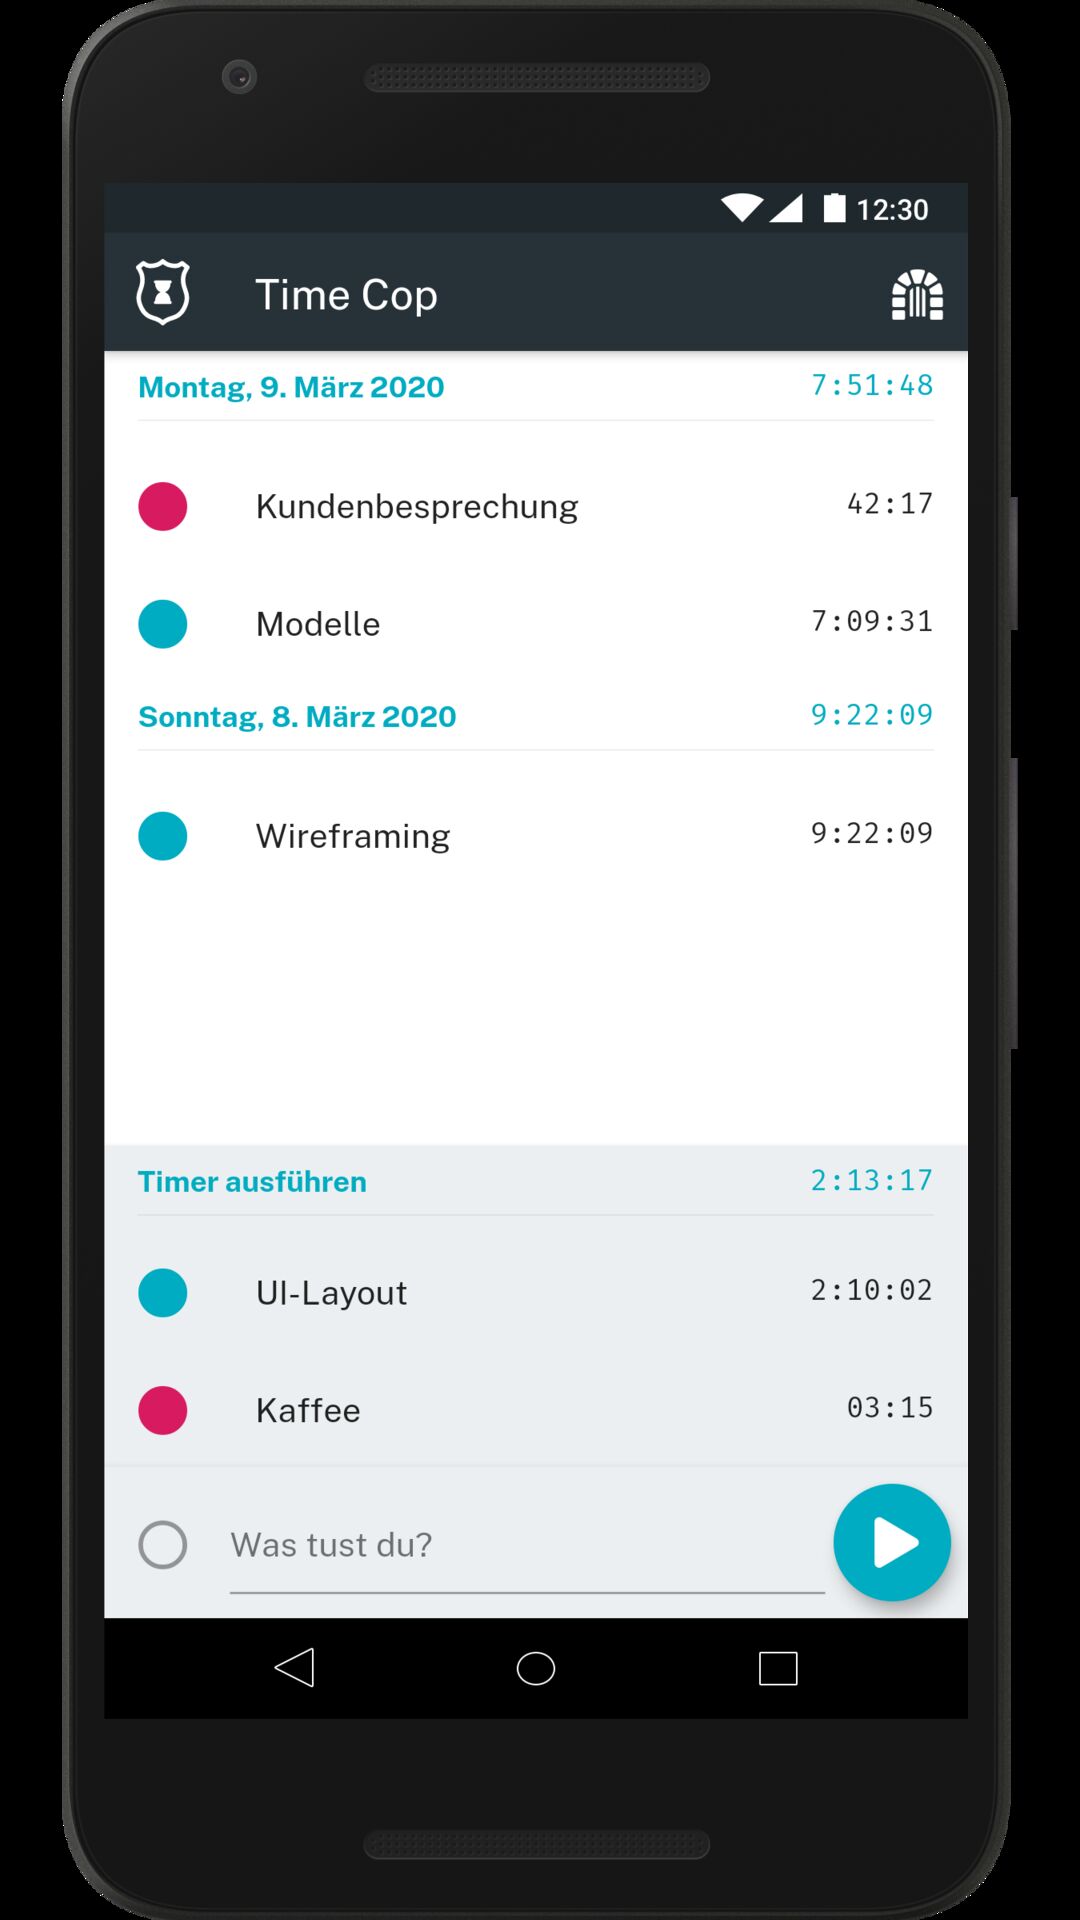 12:30
Time Cop
Montag, 9. März 2020 7:51:48
Kundenbesprechung 42:17
Modelle 7:09:31
Sonntag, 8. März 2020 9:22:09
Wireframing 9:22:09
Timer ausführen 2:13:17
UI-Layout 2:10:02
Kaffee 03:15
Was tust du?